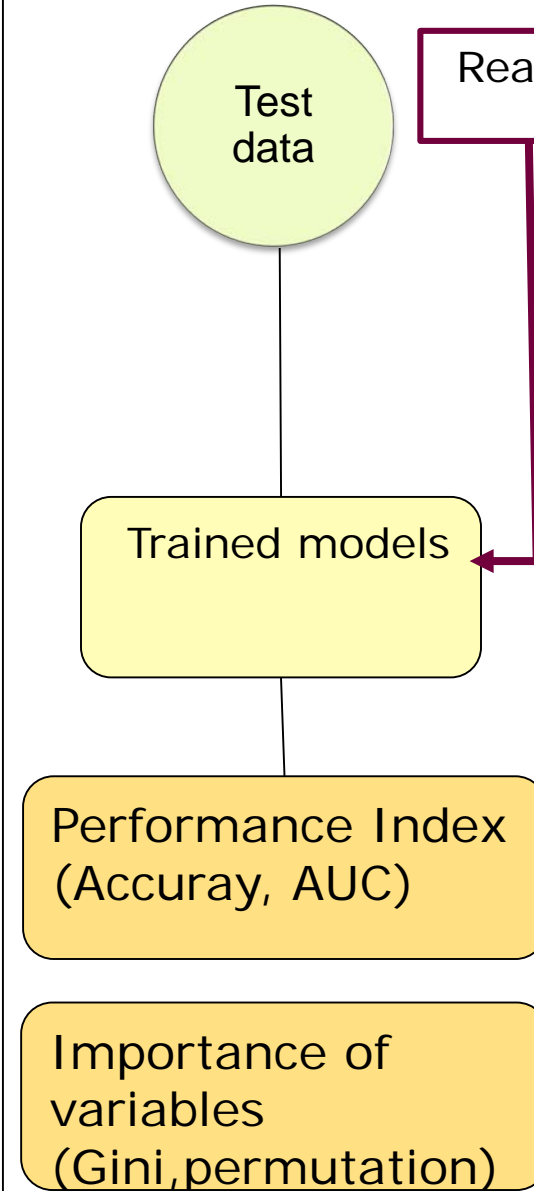 Test
data
Trained models
Performance Index
(Accuray, AUC)
Importance of
variables
(Gini,permutation)